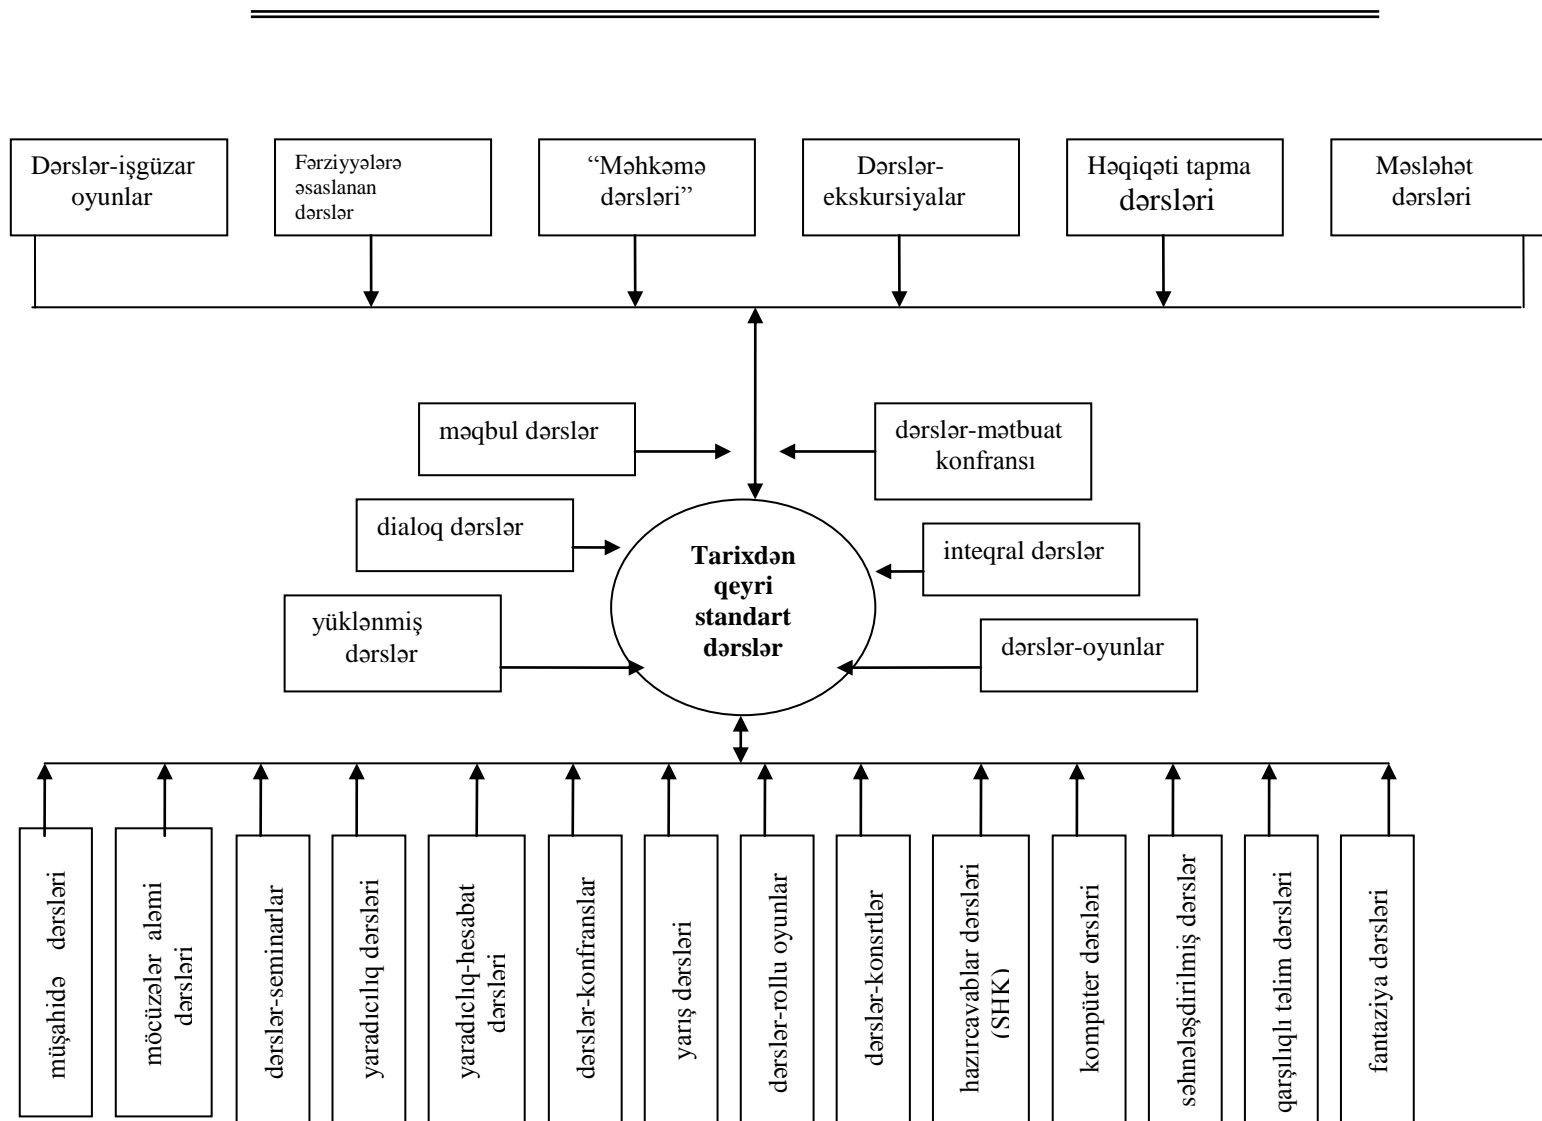 Dərslər-işgüzar
oyunlar
Fərziyyələrə
əsaslanan
dərslər
“Məhkəmə
dərsləri”
Dərslər-
ekskursiyalar
Həqiqəti tapma
dərsləri
Məsləhət
dərsləri
məqbul dərslər
dərslər-mətbuat
konfransı
dialoq dərslər
Tarixdən
qeyri
standart
dərslər
inteqral dərslər
yüklənmiş
dərslər
dərslər-oyunlar
müşahidə dərsləri
möcüzələr aləmi
dərsləri
dərslər-seminarlar
yaradıcılıq dərsləri
yaradıclıq-hesabat
dərsləri
dərslər-konfranslar
yarış dərsləri
dərslər-rollu oyunlar
dərslər-konsrtlər
hazırcavablar dərsləri
(ŞHK)
kompüter dərsləri
səhnələşdirilmiş dərslər
qarşılıqlı təlim dərsləri
fantaziya dərsləri